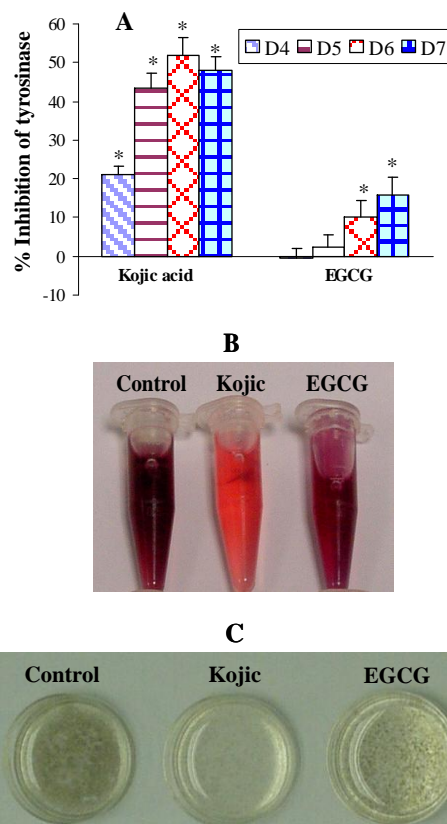 A
D4 D5 D6 D7
% Inhibition of tyrosinase
60
50
40
30
20
10
0
-10
* * * *
* *
Kojic acid EGCG
B
Control Kojic EGCG
C
Control Kojic EGCG